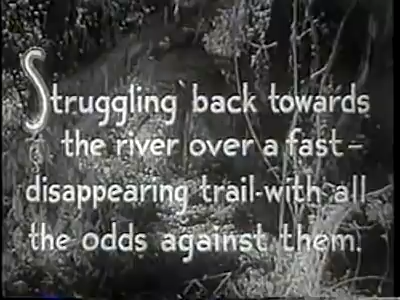 Struggling back towards
the river over a fast –
disappearing trail-with all
the odds against them.